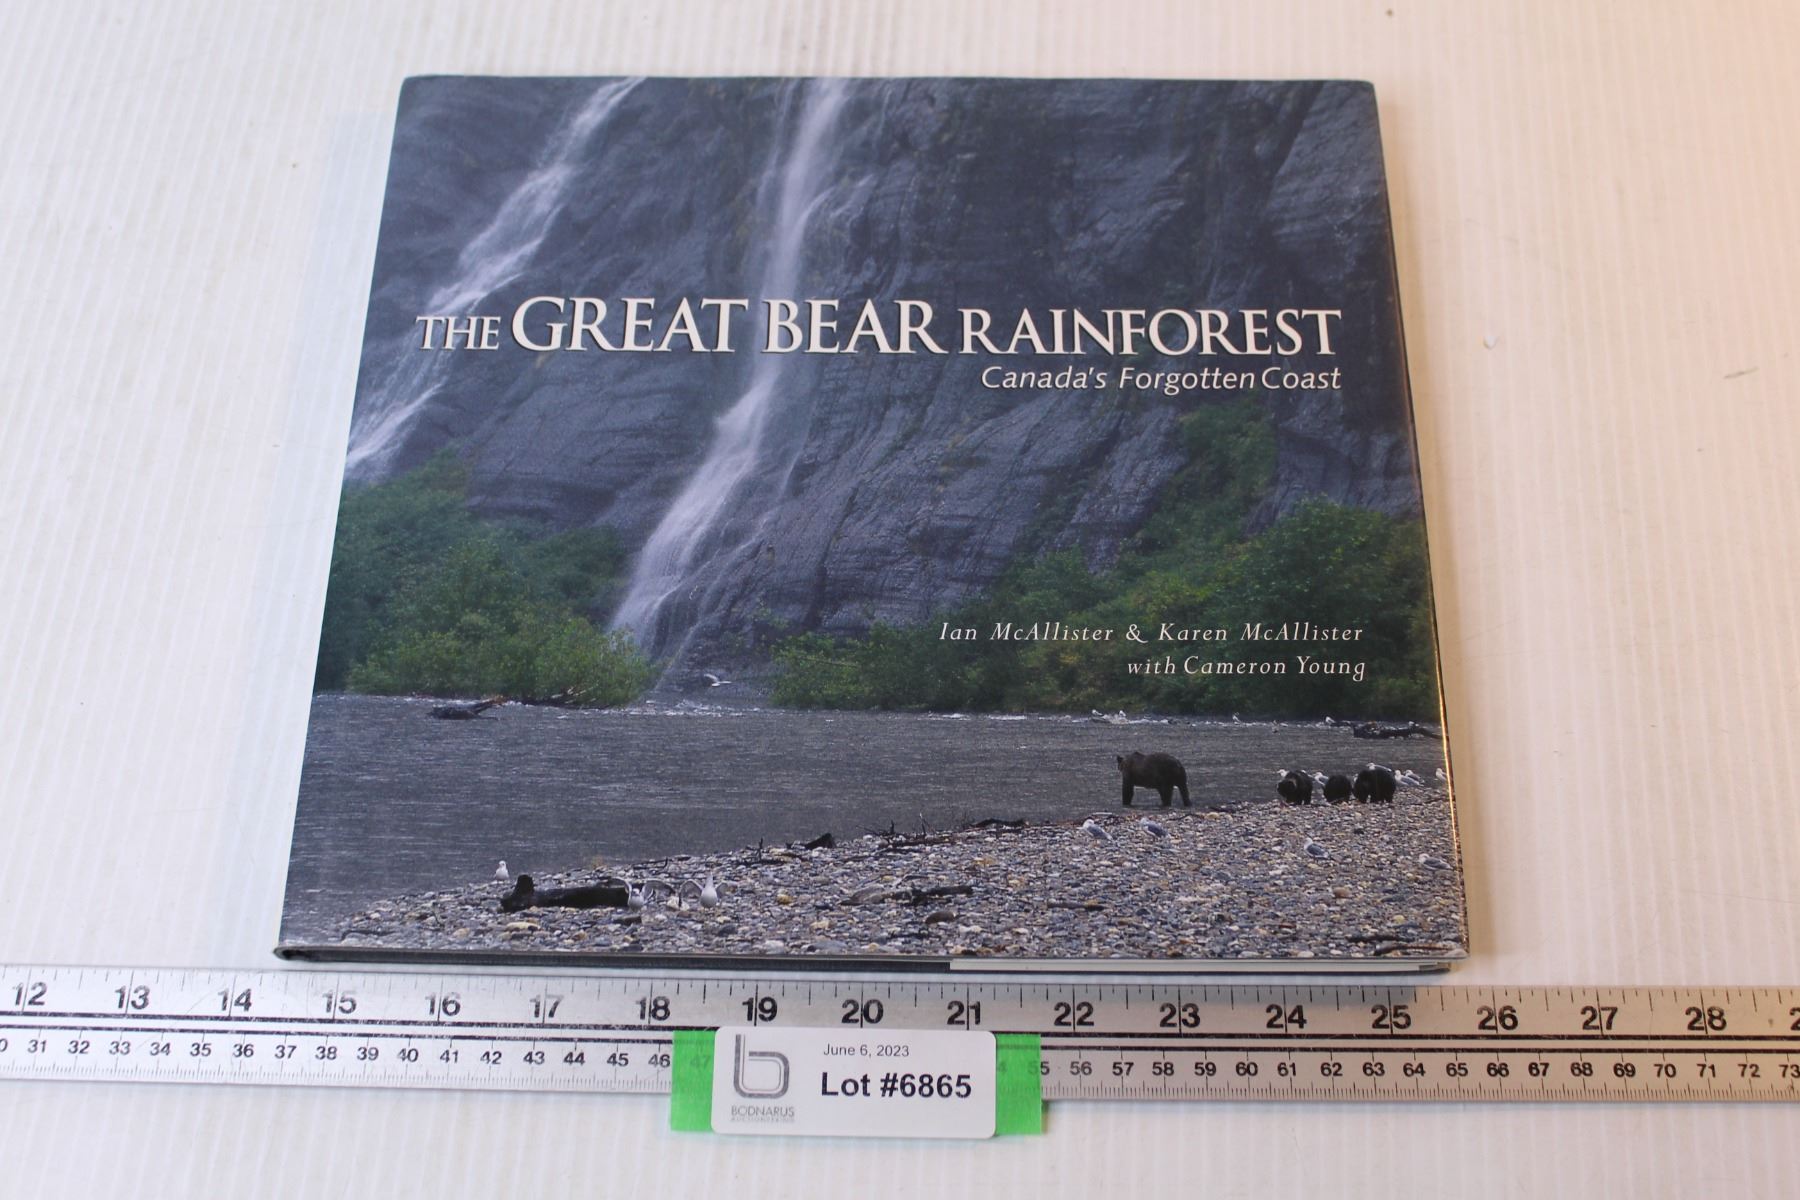 THE GREAT BEAR RAINFOREST
Canada's Forgotten Coast
Ian McAllister & Karen McAllister
with Cameron Young
12 13 14 15 16 17 18 19 20 21 22 23 24 25 26 27 28
31 32 33 34 35 36 37 38 39 40 41 42 43 44 45 46 47 55 56 57 58 59 60 61 62 63 64 65 66 67 68 69 70 71 72 73
June 6, 2023
Lot #6865
BODNARUS
AUCTIONEERING